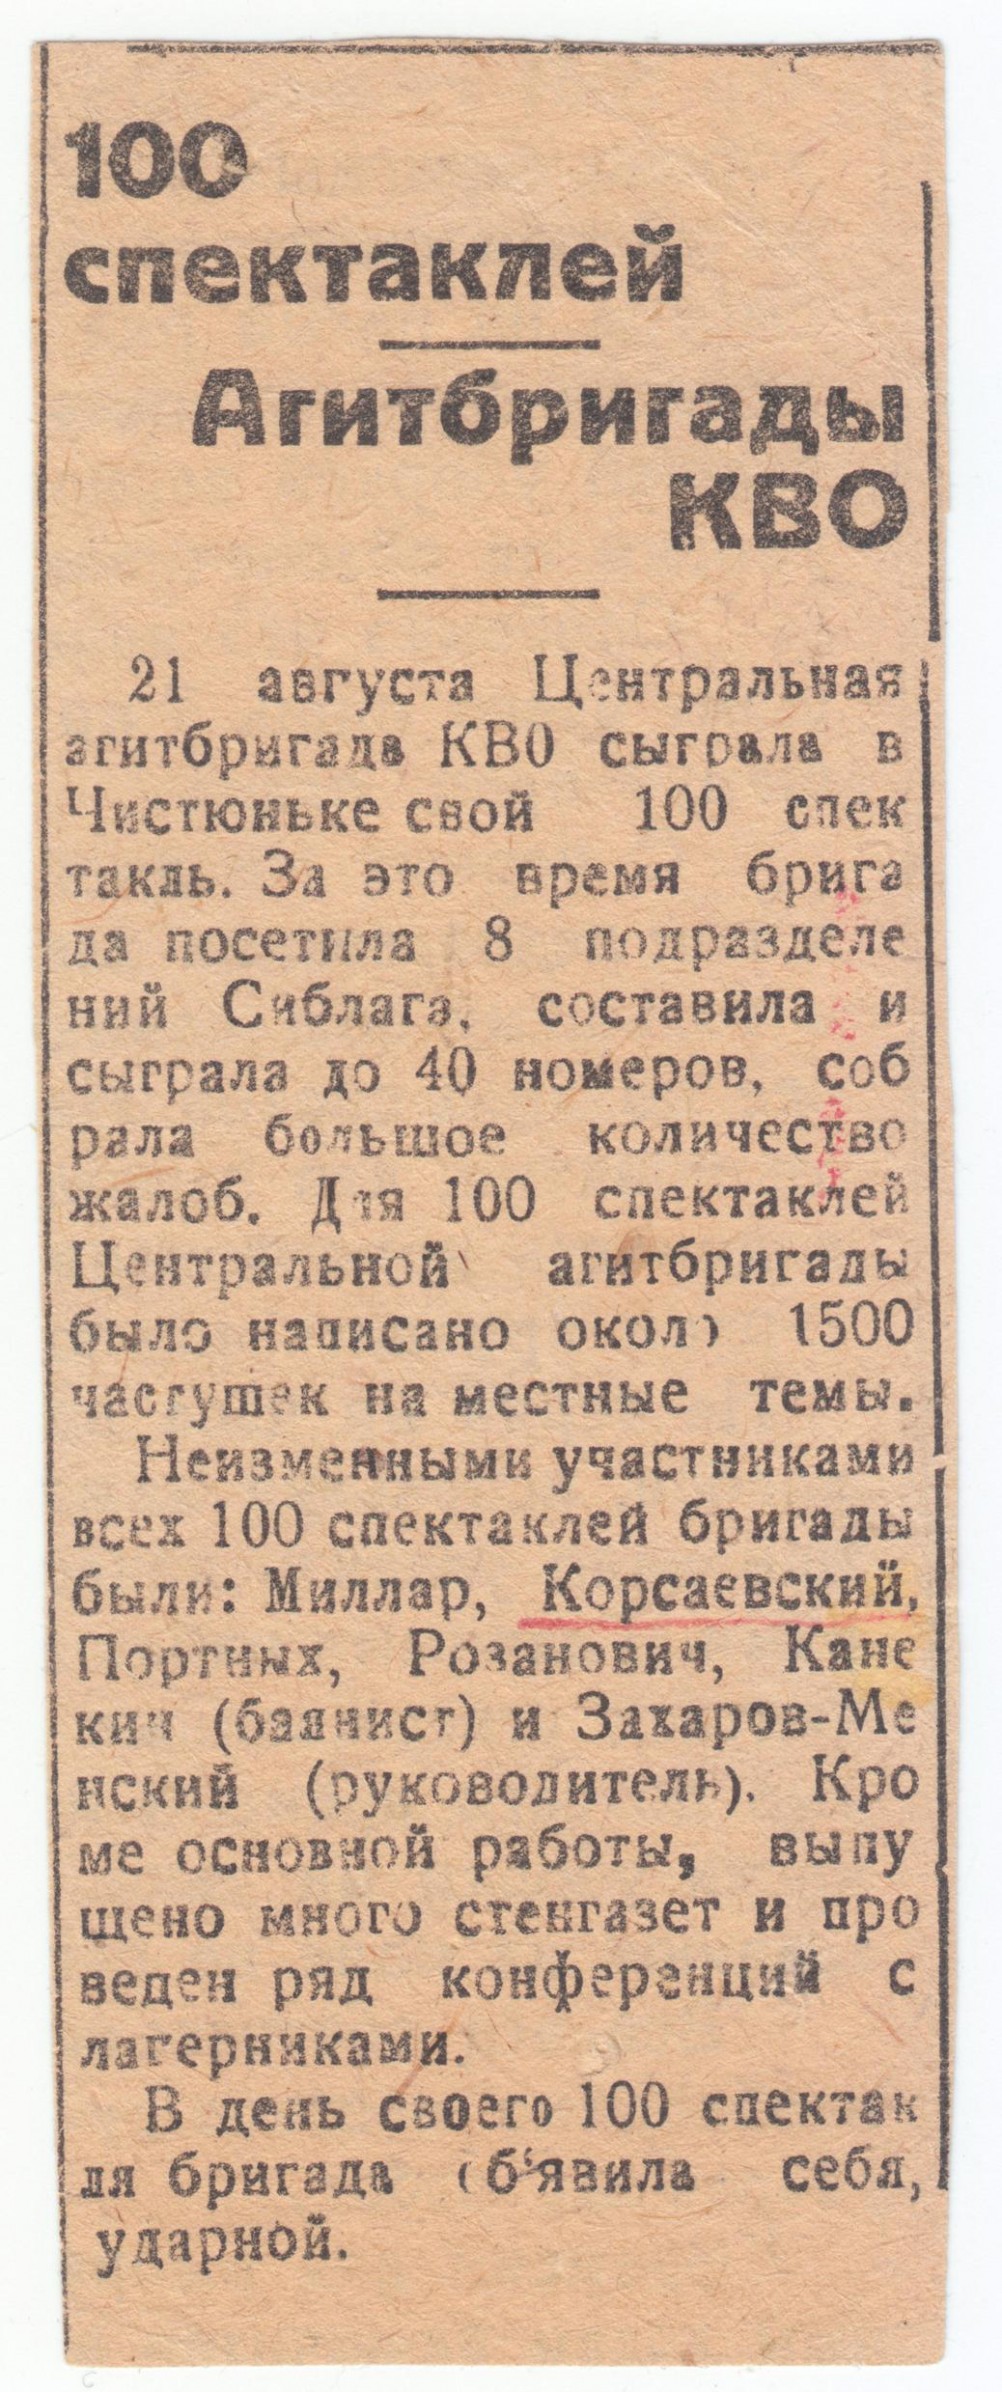 100
спектаклей
Агитбригады
КВО
21 августа Центральная
агитбригада КВО сыграла в
Чистюньке свой 100 спек
такль. За это время брига
да посетила 8 подразделе
ний Сиблага, составила и
сыграла до 40 номеров, соб
рала большое количество
жалоб. Для 100 спектаклей
Центральной агитбригады
было написано около 1500
частушек на местные темы.
Неизменными участниками
всех 100 спектаклей бригады
были: Миллар, Корсаевский,
Портных, Розанович, Кане
кин (баянист) и Захаров-Ме
нский (руководитель). Кро
ме основной работы, выпу
щено много стенгазет и про
веден ряд конференций с
лагерниками.
В день своего 100 спектак
ля бригада об'явила себя,
ударной.